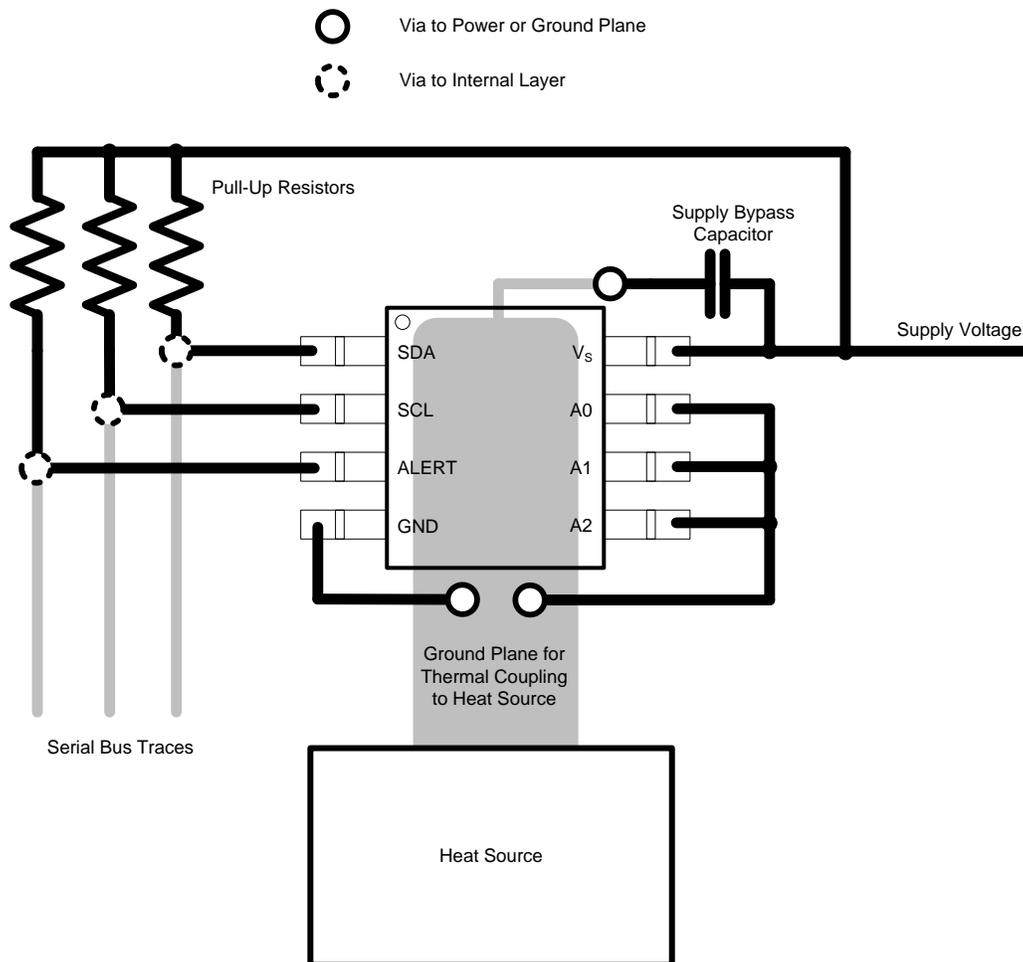 Via to Power or Ground Plane
Via to Internal Layer
Pull-Up Resistors
Supply Bypass
Capacitor
Supply Voltage
SDA
VS
SCL
A0
ALERT
A1
GND
A2
Ground Plane for
Thermal Coupling
to Heat Source
Serial Bus Traces
Heat Source